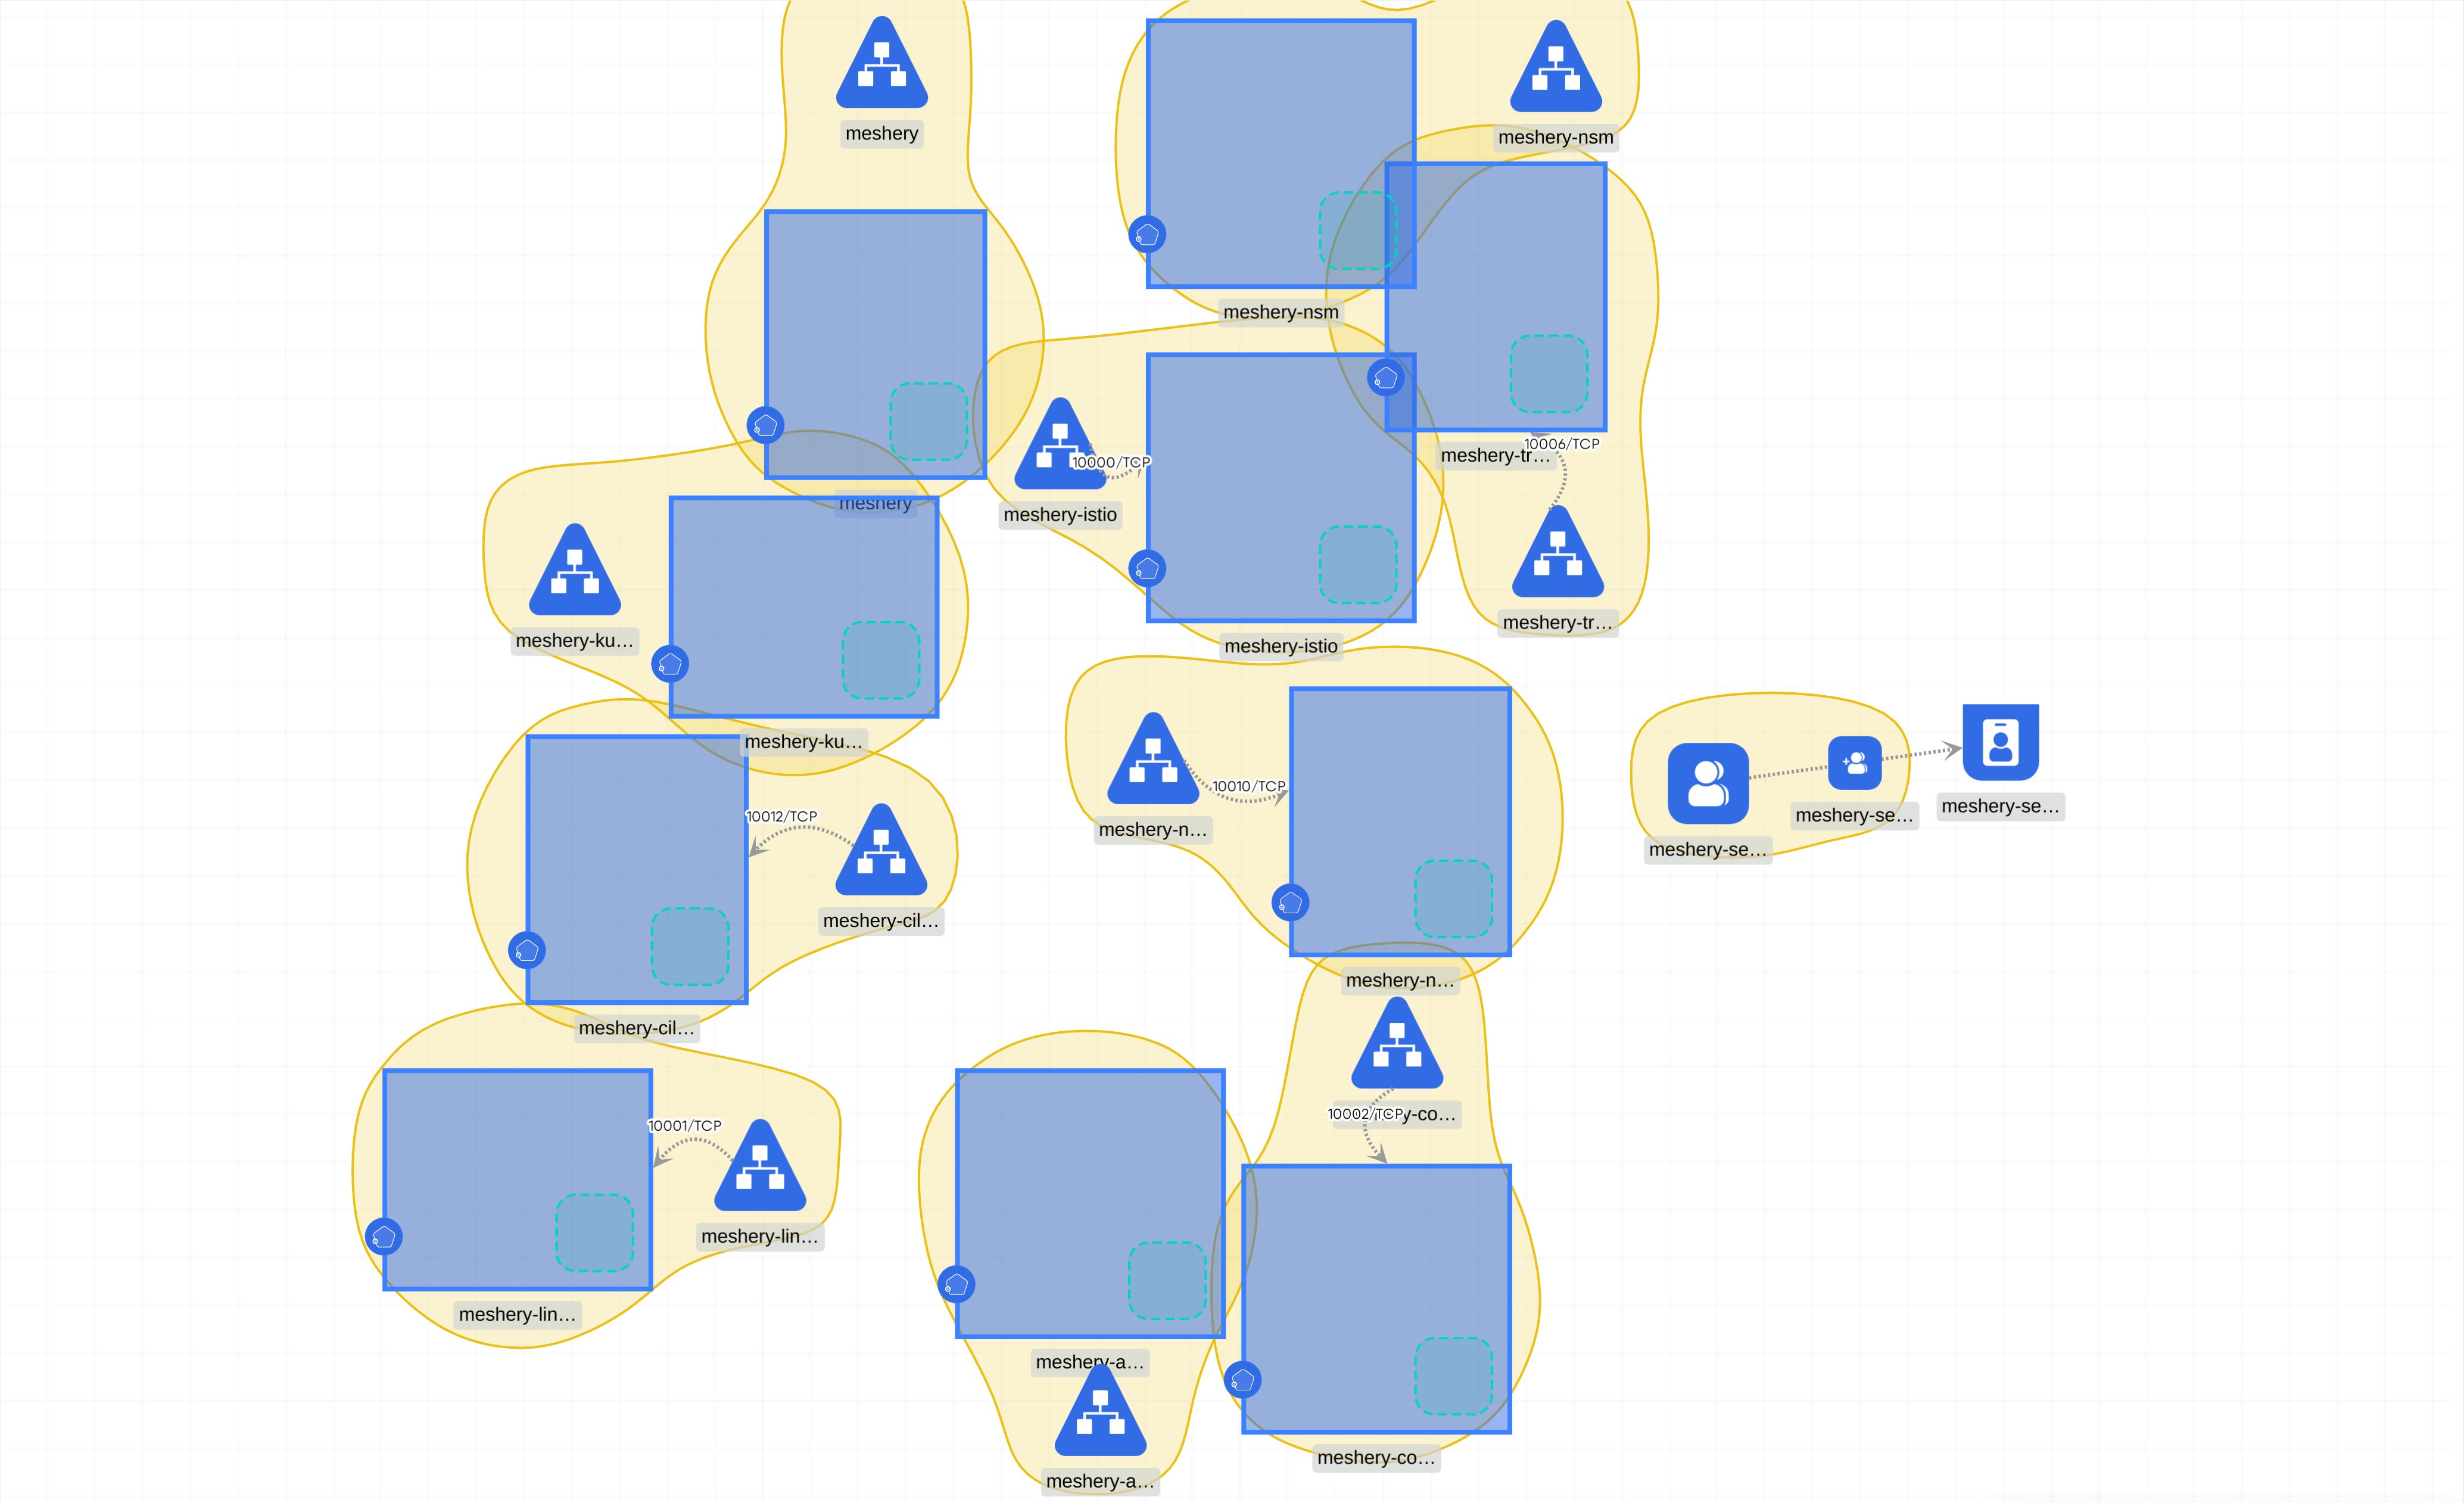 meshery
meshery-nsm
meshery-nsm
meshery-tr…
10006/TCP
meshery-tr…
meshery
10000/TCP
meshery-istio
meshery-istio
meshery-ku…
meshery-ku…
10012/TCP
meshery-cil…
meshery-cil…
10010/TCP
meshery-n…
meshery-n…
meshery-se…
meshery-se…
meshery-se…
10002/TCP
y-co…
meshery-co…
10001/TCP
meshery-lin…
meshery-lin…
meshery-a…
meshery-a…